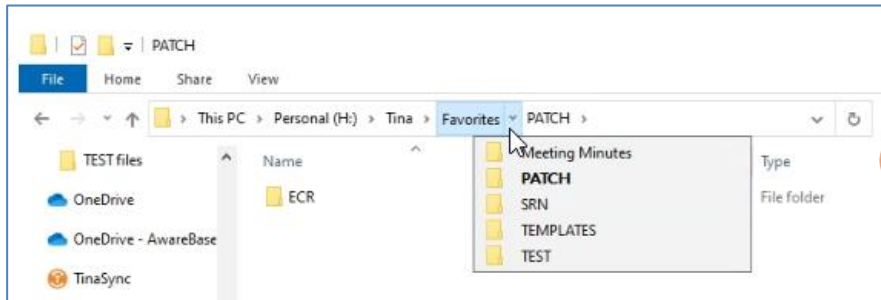 PATCH
File Home Share View
This PC > Personal (H:) > Tina > Favorites PATCH >
TEST files
OneDrive
OneDrive - AwareBase
TinaSync
Name Type
ECR File folder
Meeting Minutes
PATCH
SRN
TEMPLATES
TEST